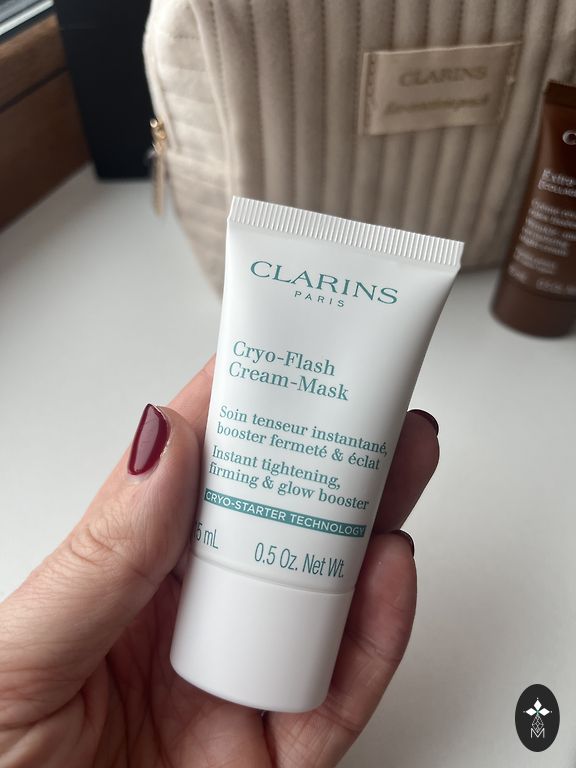 CLARINS
CLARINS
PARIS
Cryo-Flash
Cream-Mask
Soin tenseur instantané,
booster fermeté & éclat
Instant tightening,
firming & glow booster
CRYO-STARTER TECHNOLOGY
5 mL 0.5 Oz. Net Wt.
C
Extra-